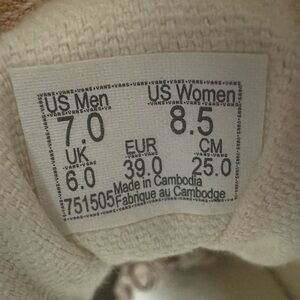 US Men US Women
7.0 8.5
UK EUR CM
6.0 39.0 25.0
Made in Cambodia
751505 Fabrique au Cambodge